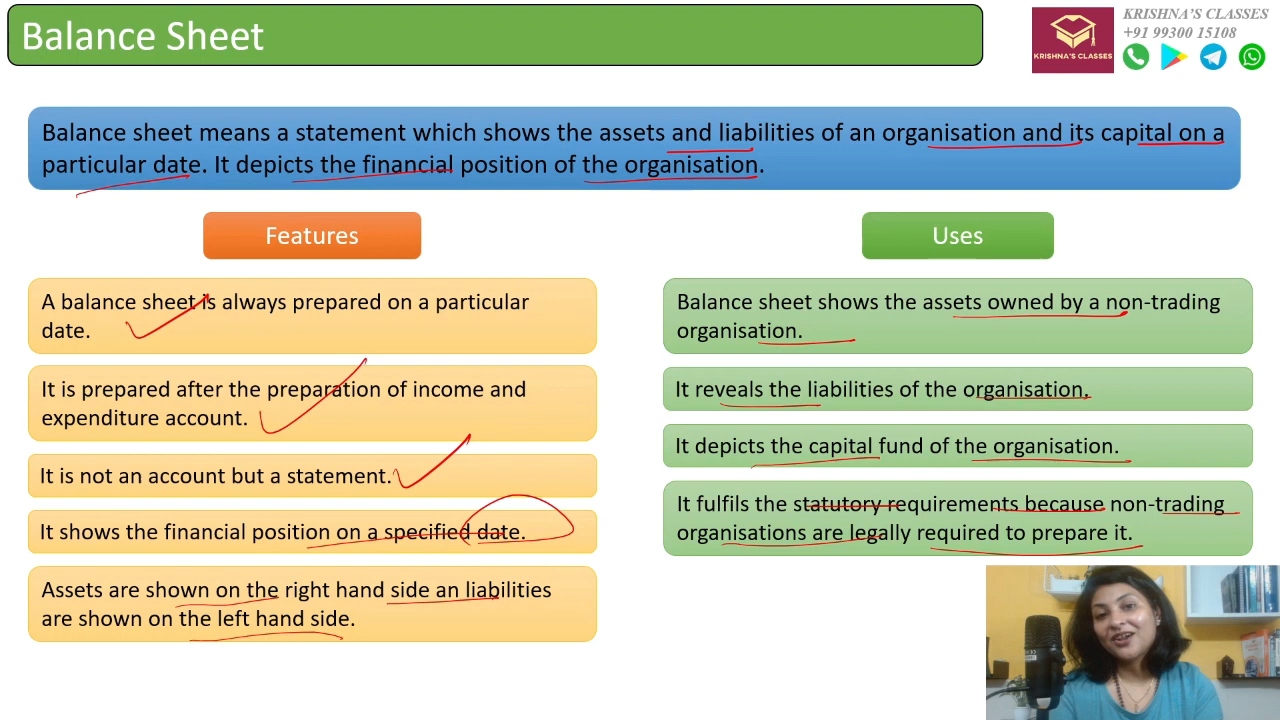 Balance Sheet
KRISHNA'S CLASSES
+91 99300 15108
KRISHNA'S CLASSES
Balance sheet means a statement which shows the assets and liabilities of an organisation and its capital on a
particular date. It depicts the financial position of the organisation.
Features
A balance sheet is always prepared on a particular
date.
It is prepared after the preparation of income and
expenditure account.
It is not an account but a statement.
It shows the financial position on a specified date.
Assets are shown on the right hand side an liabilities
are shown on the left hand side.
Uses
Balance sheet shows the assets owned by a non-trading
organisation.
It reveals the liabilities of the organisation.
It depicts the capital fund of the organisation.
It fulfils the statutory requirements because non-trading
organisations are legally required to prepare it.